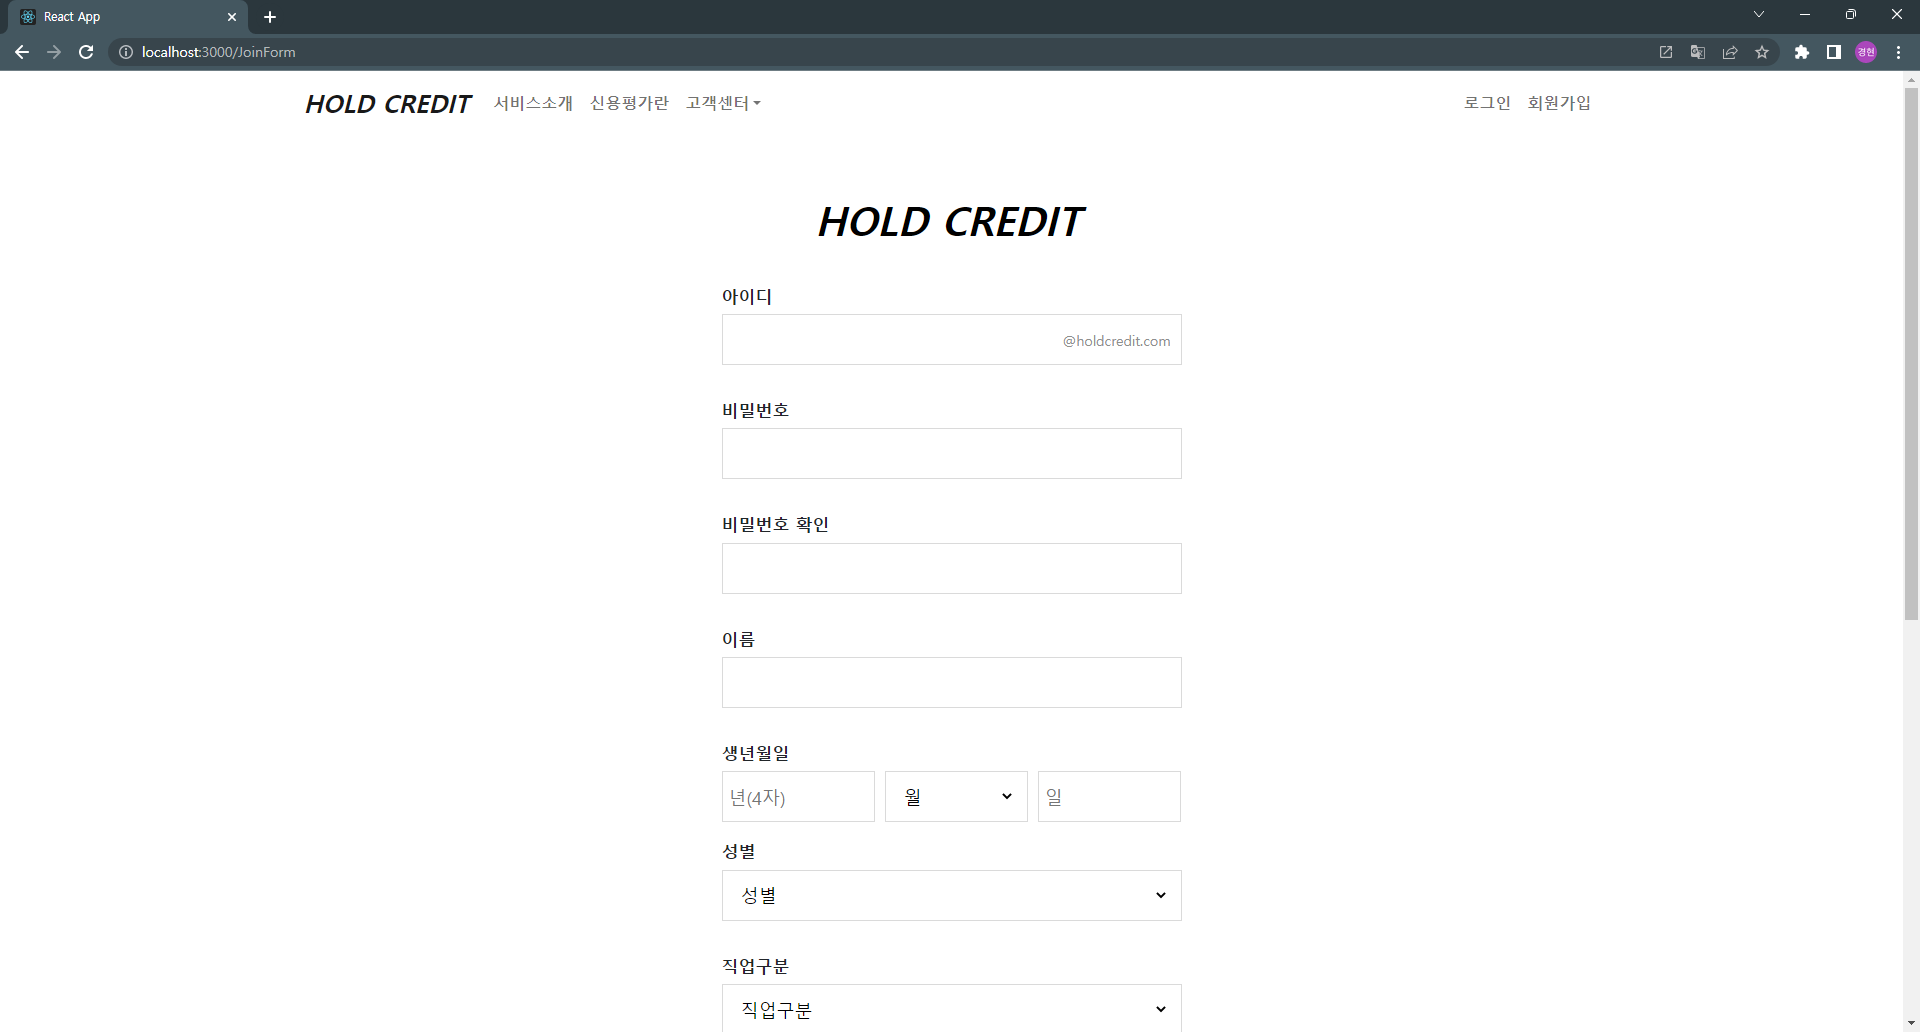 React App
localhost:3000/JoinForm
경현
HOLD CREDIT 서비스소개 신용평가란 고객센터 로그인 회원가입
HOLD CREDIT
아이디
@holdcredit.com
비밀번호
비밀번호 확인
이름
생년월일
년(4자) 월 일
성별
성별
직업구분
직업구분